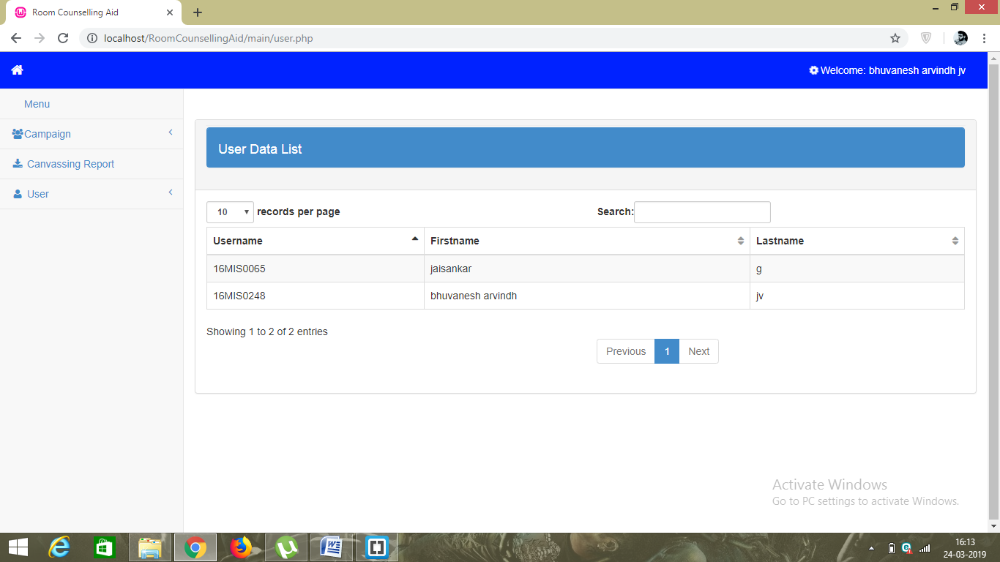 Room Counselling Aid
localhost/RoomCounsellingAid/main/user.php
Welcome: bhuvanesh arvindh jv
Menu
Campaign
Canvassing Report
User
User Data List
10 records per page
Search:
Username Firstname Lastname
16MIS0065 jaisankar g
16MIS0248 bhuvanesh arvindh jv
Showing 1 to 2 of 2 entries
Previous 1 Next
Activate Windows
Go to PC settings to activate Windows.
16:13
24-03-2019